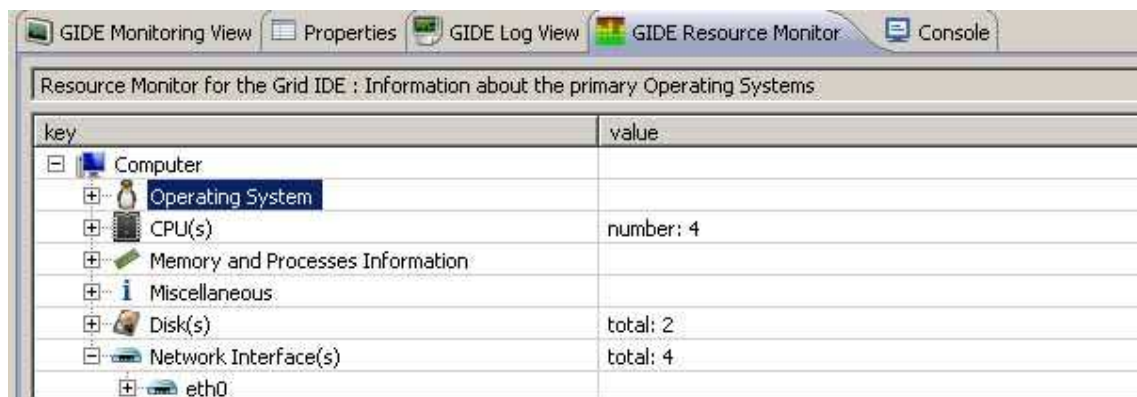 GIDE Monitoring View Properties GIDE Log View GIDE Resource Monitor Console
Resource Monitor for the Grid IDE : Information about the primary Operating Systems
key value
Computer
Operating System
CPU(s) number: 4
Memory and Processes Information
Miscellaneous
Disk(s) total: 2
Network Interface(s) total: 4
eth0